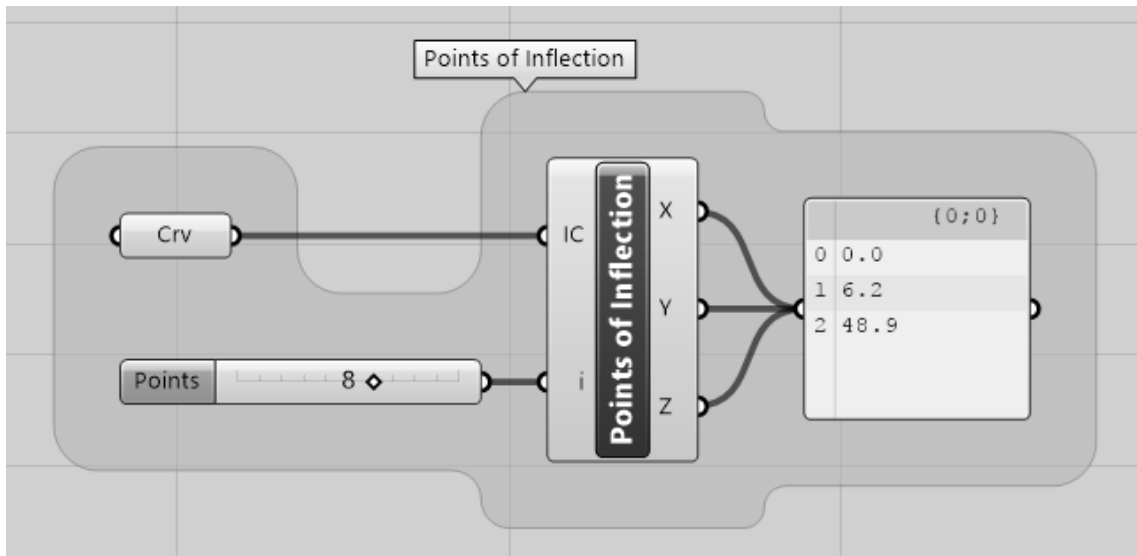 Points of Inflection
Crv
Points
8
IC
i
Points of Inflection
X
Y
Z
{0;0}
0 0.0
1 6.2
2 48.9